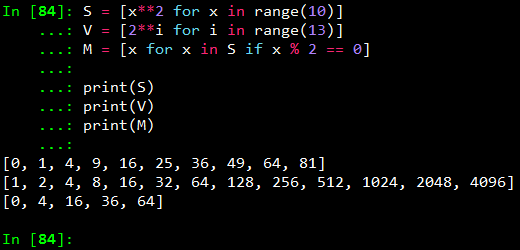 In [84]: S = [x**2 for x in range(10)]
    ...: V = [2**i for i in range(13)]
    ...: M = [x for x in S if x % 2 == 0]
    ...:
    ...: print(S)
    ...: print(V)
    ...: print(M)
    ...:
[0, 1, 4, 9, 16, 25, 36, 49, 64, 81]
[1, 2, 4, 8, 16, 32, 64, 128, 256, 512, 1024, 2048, 4096]
[0, 4, 16, 36, 64]
In [84]: